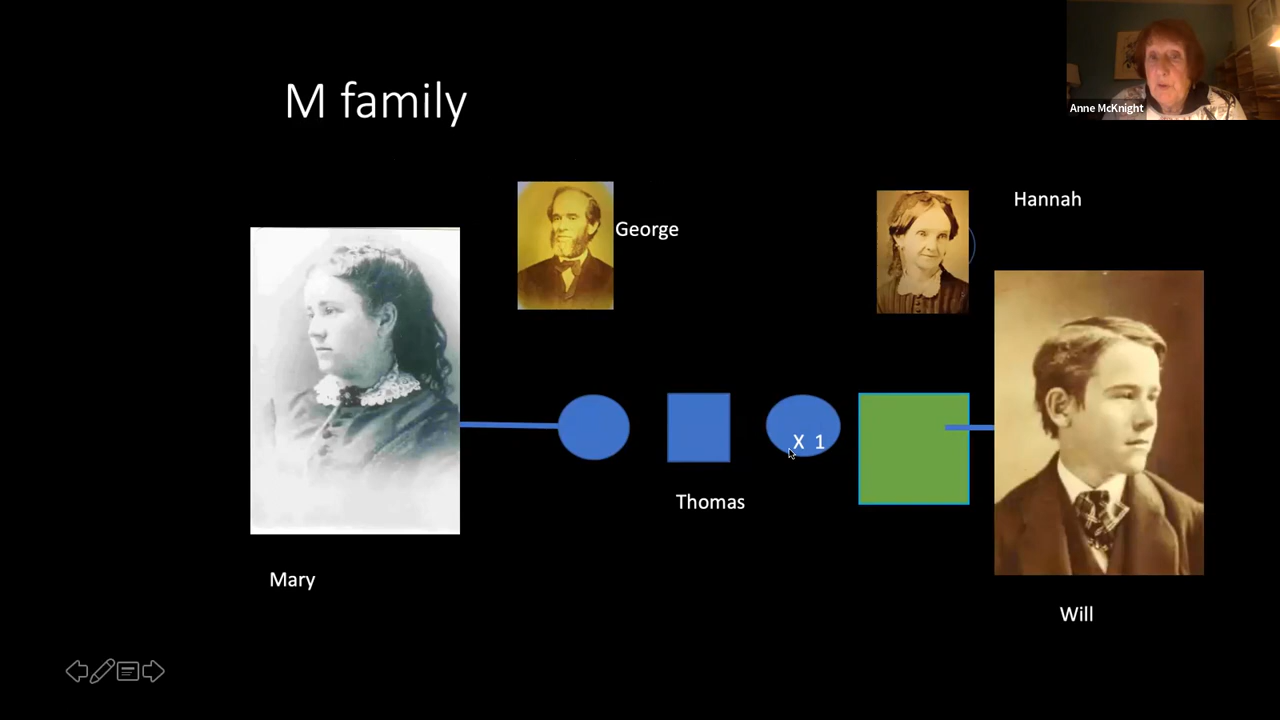 Anne McKnight
M family
George
Hannah
X 1
Thomas
Mary
Will